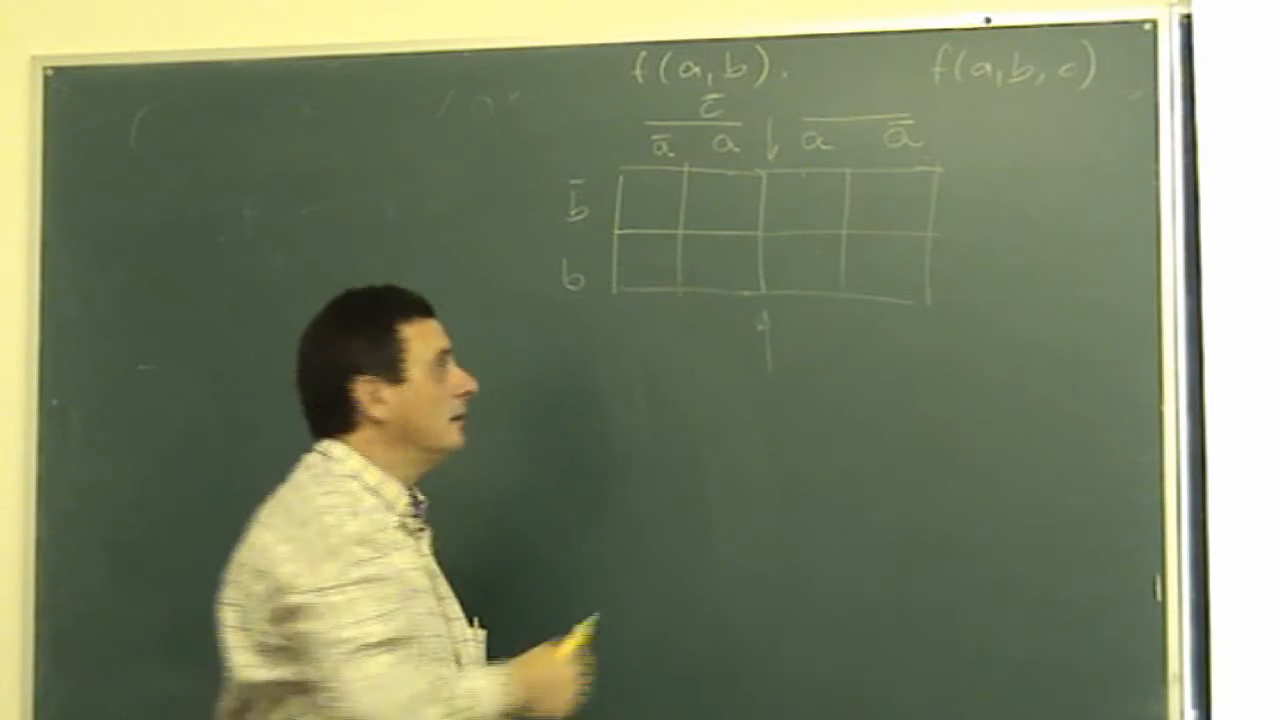 f(a,b). f(a,b,c)
c̄
ā a a ā
b̄
b